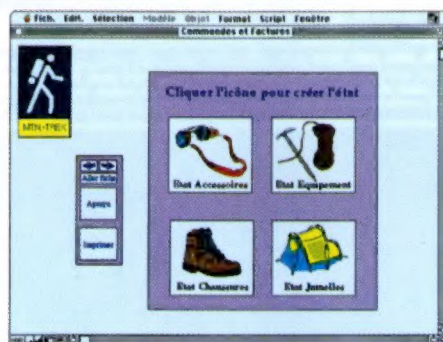 Fich. Edit. Sélection Modèle Objet Format Script Fenêtre
Commandes et Factures
MTN-TREK
Cliquer l'icône pour créer l'état
Etat Accessoires
Etat Equipement
Aller fiche
Aperçu
Imprimer
Etat Chaussures
Etat Jumelles